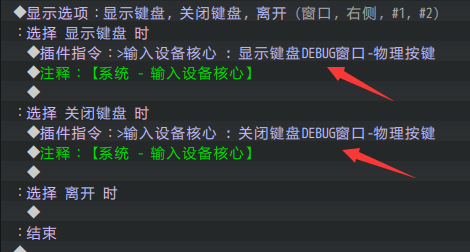 ◆显示选项：显示键盘, 关闭键盘, 离开 (窗口, 右侧, #1, #2)
：选择 显示键盘 时
◆插件指令：>输入设备核心 : 显示键盘DEBUG窗口-物理按键
◆注释：【系统 - 输入设备核心】
◆
：选择 关闭键盘 时
◆插件指令：>输入设备核心 : 关闭键盘DEBUG窗口-物理按键
◆注释：【系统 - 输入设备核心】
◆
：选择 离开 时
◆
：结束
◆